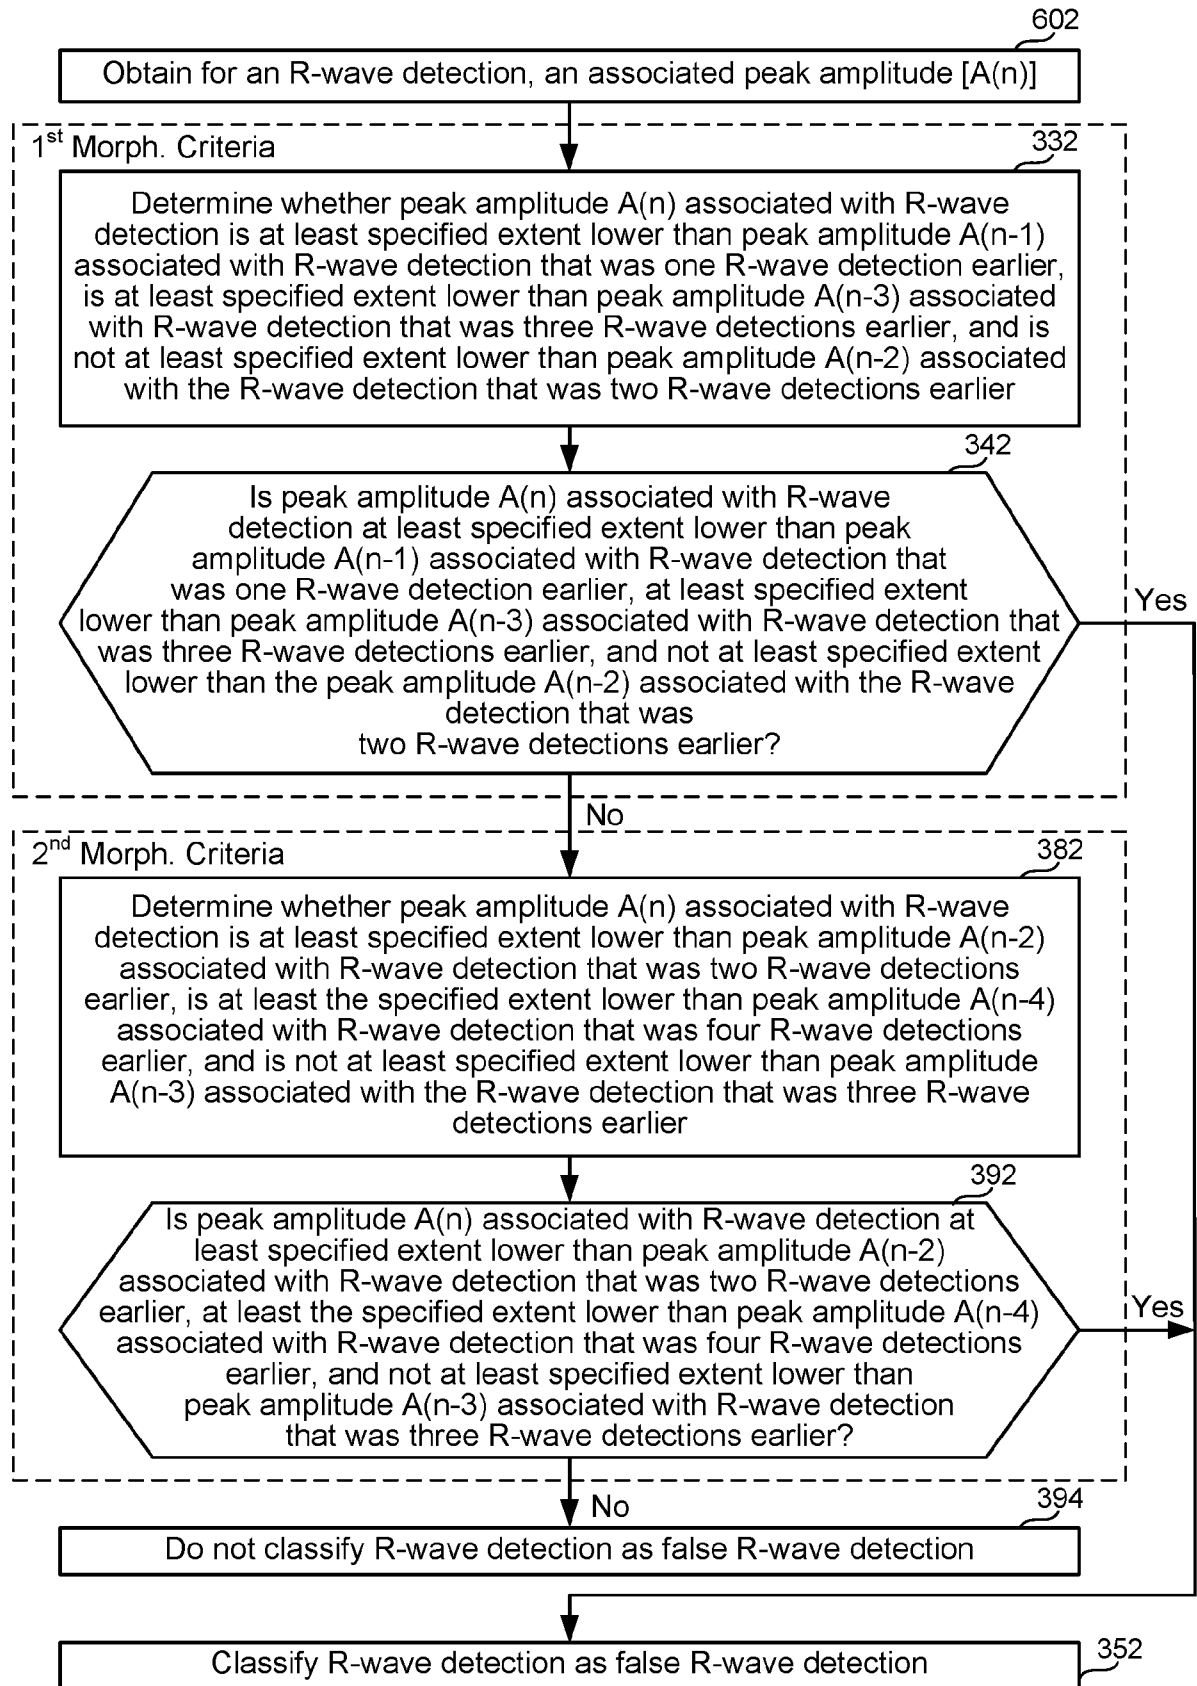 602
Obtain for an R-wave detection, an associated peak amplitude [A(n)]
1st Morph. Criteria
332
Determine whether peak amplitude A(n) associated with R-wave
detection is at least specified extent lower than peak amplitude A(n-1)
associated with R-wave detection that was one R-wave detection earlier,
is at least specified extent lower than peak amplitude A(n-3) associated
with R-wave detection that was three R-wave detections earlier, and is
not at least specified extent lower than peak amplitude A(n-2) associated
with the R-wave detection that was two R-wave detections earlier
342
Is peak amplitude A(n) associated with R-wave
detection at least specified extent lower than peak
amplitude A(n-1) associated with R-wave detection that
was one R-wave detection earlier, at least specified extent
lower than peak amplitude A(n-3) associated with R-wave detection that
was three R-wave detections earlier, and not at least specified extent
lower than the peak amplitude A(n-2) associated with the R-wave
detection that was
two R-wave detections earlier?
Yes
No
2nd Morph. Criteria
382
Determine whether peak amplitude A(n) associated with R-wave
detection is at least specified extent lower than peak amplitude A(n-2)
associated with R-wave detection that was two R-wave detections
earlier, is at least the specified extent lower than peak amplitude A(n-4)
associated with R-wave detection that was four R-wave detections
earlier, and is not at least specified extent lower than peak amplitude
A(n-3) associated with the R-wave detection that was three R-wave
detections earlier
392
Is peak amplitude A(n) associated with R-wave detection at
least specified extent lower than peak amplitude A(n-2)
associated with R-wave detection that was two R-wave detections
earlier, at least the specified extent lower than peak amplitude A(n-4)
associated with R-wave detection that was four R-wave detections
earlier, and not at least specified extent lower than
peak amplitude A(n-3) associated with R-wave detection
that was three R-wave detections earlier?
Yes
No
394
Do not classify R-wave detection as false R-wave detection
Classify R-wave detection as false R-wave detection
352